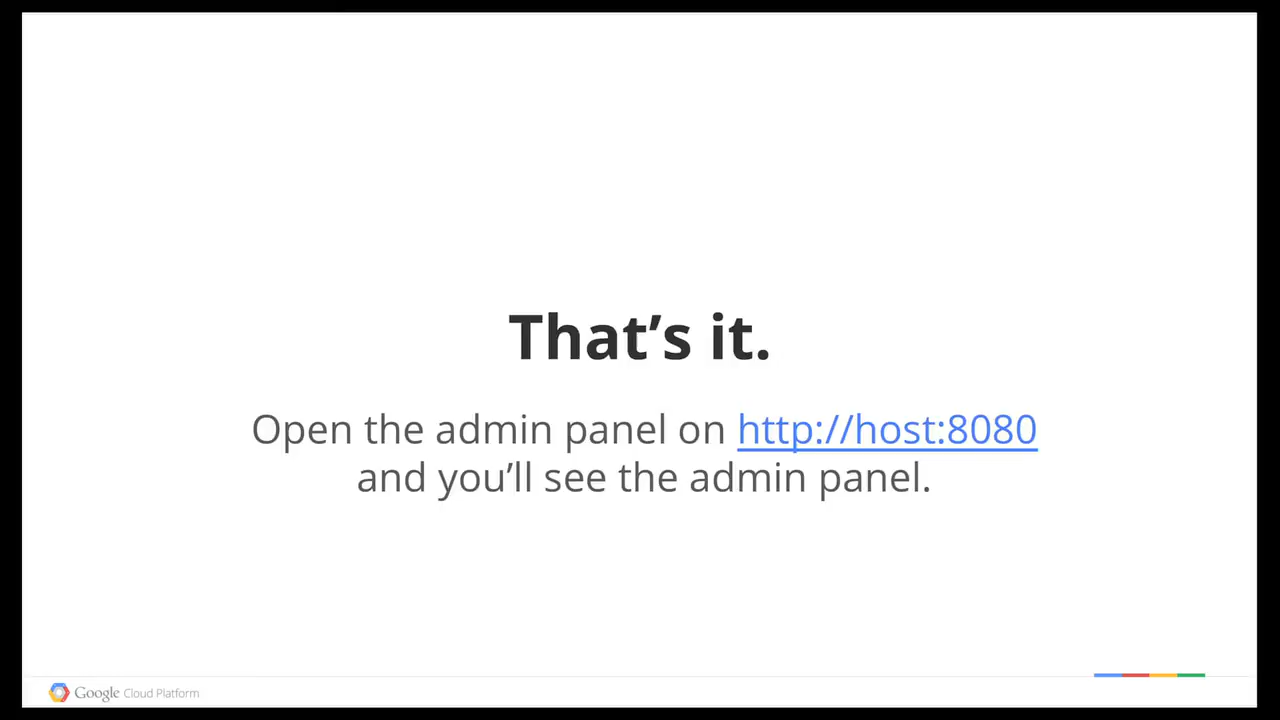 That’s it.
Open the admin panel on http://host:8080
and you’ll see the admin panel.
Google Cloud Platform